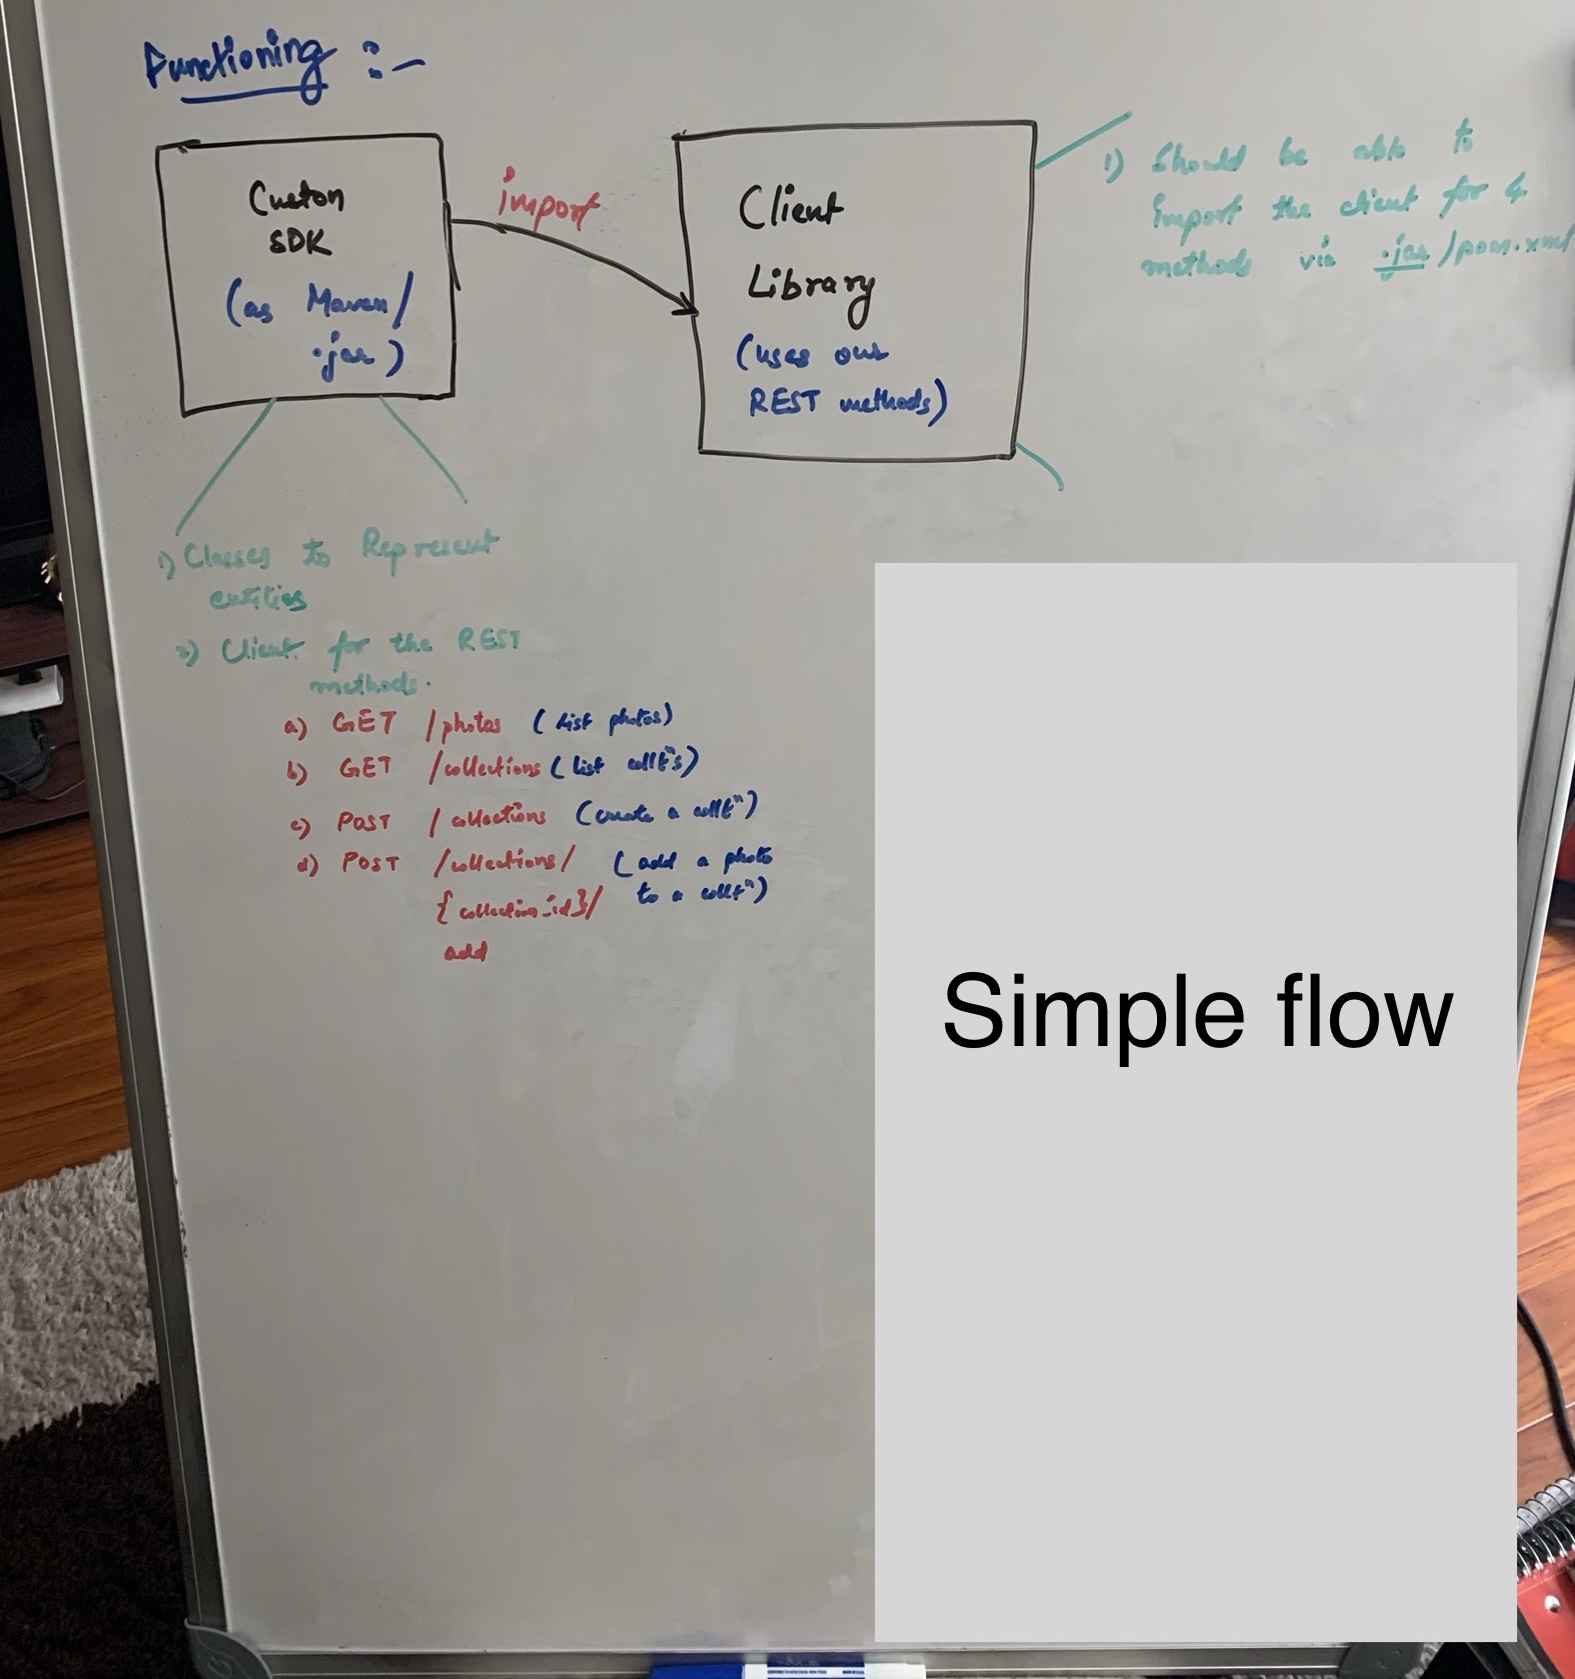 Functioning :-
Custom
SDK
(as Maven/
.jar)
import
Client
Library
(uses our
REST methods)
1) Should be able to
import the client for 4
methods via .jar/pom.xml
1) Classes to Represent
entities
2) Client for the REST
methods.
a) GET /photos (list photos)
b) GET /collections (list colltⁿs)
c) POST /collections (create a colltⁿ)
d) POST /collections/ (add a photo
{collection_id}/ to a colltⁿ)
add
Simple flow